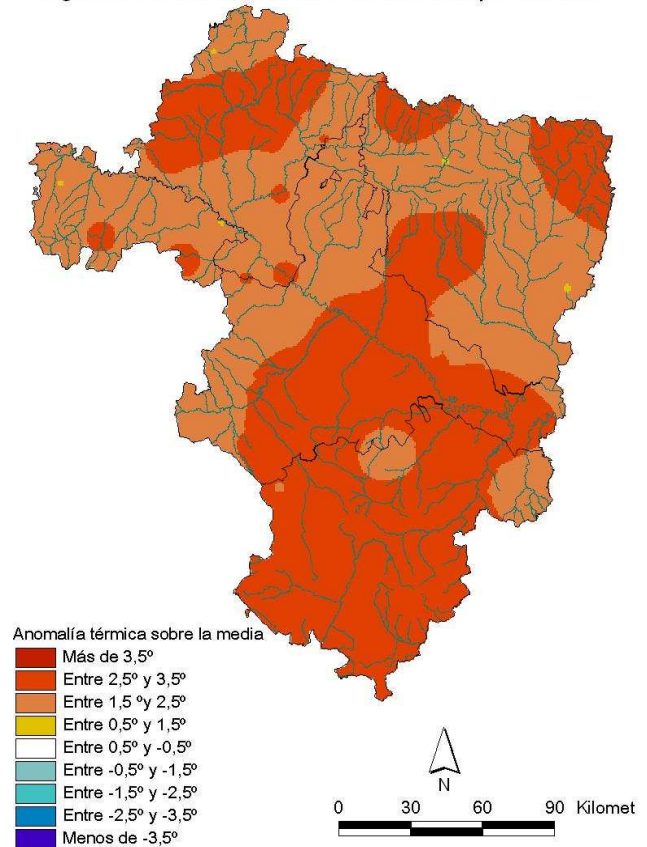 Anomalía térmica sobre la media
Más de 3,5º
Entre 2,5º y 3,5º
Entre 1,5 ºy 2,5º
Entre 0,5º y 1,5º
Entre 0,5º y -0,5º
Entre -0,5º y -1,5º
Entre -1,5º y -2,5º
Entre -2,5º y -3,5º
Menos de -3,5º
N
0 30 60 90 Kilomet